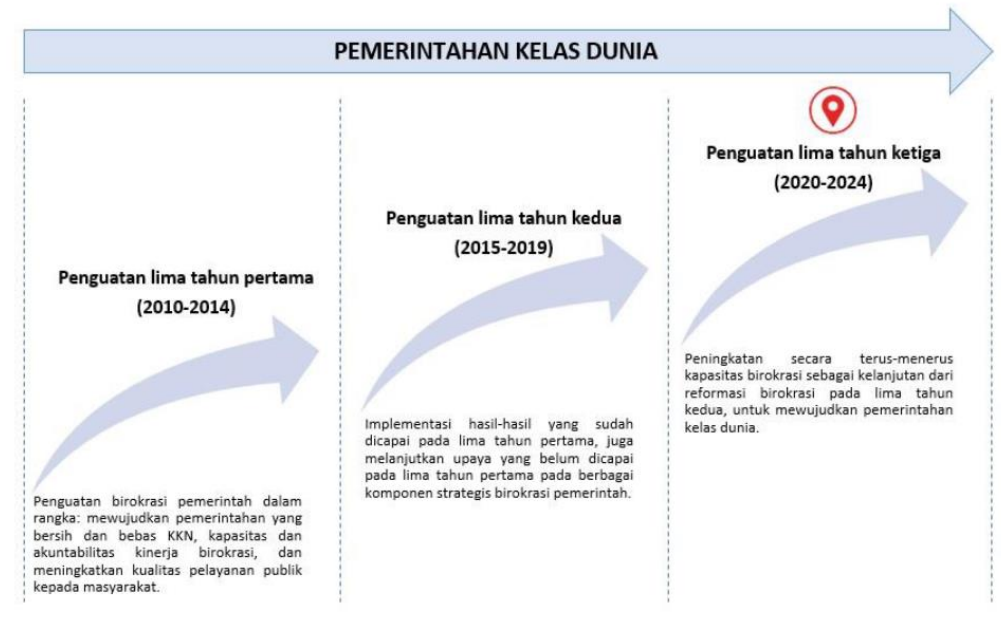 PEMERINTAHAN KELAS DUNIA
Penguatan lima tahun pertama
(2010-2014)
Penguatan birokrasi pemerintah dalam
rangka: mewujudkan pemerintahan yang
bersih dan bebas KKN, kapasitas dan
akuntabilitas kinerja birokrasi, dan
meningkatkan kualitas pelayanan publik
kepada masyarakat.
Penguatan lima tahun kedua
(2015-2019)
Implementasi hasil-hasil yang sudah
dicapai pada lima tahun pertama, juga
melanjutkan upaya yang belum dicapai
pada lima tahun pertama pada berbagai
komponen strategis birokrasi pemerintah.
Penguatan lima tahun ketiga
(2020-2024)
Peningkatan secara terus-menerus
kapasitas birokrasi sebagai kelanjutan dari
reformasi birokrasi pada lima tahun
kedua, untuk mewujudkan pemerintahan
kelas dunia.